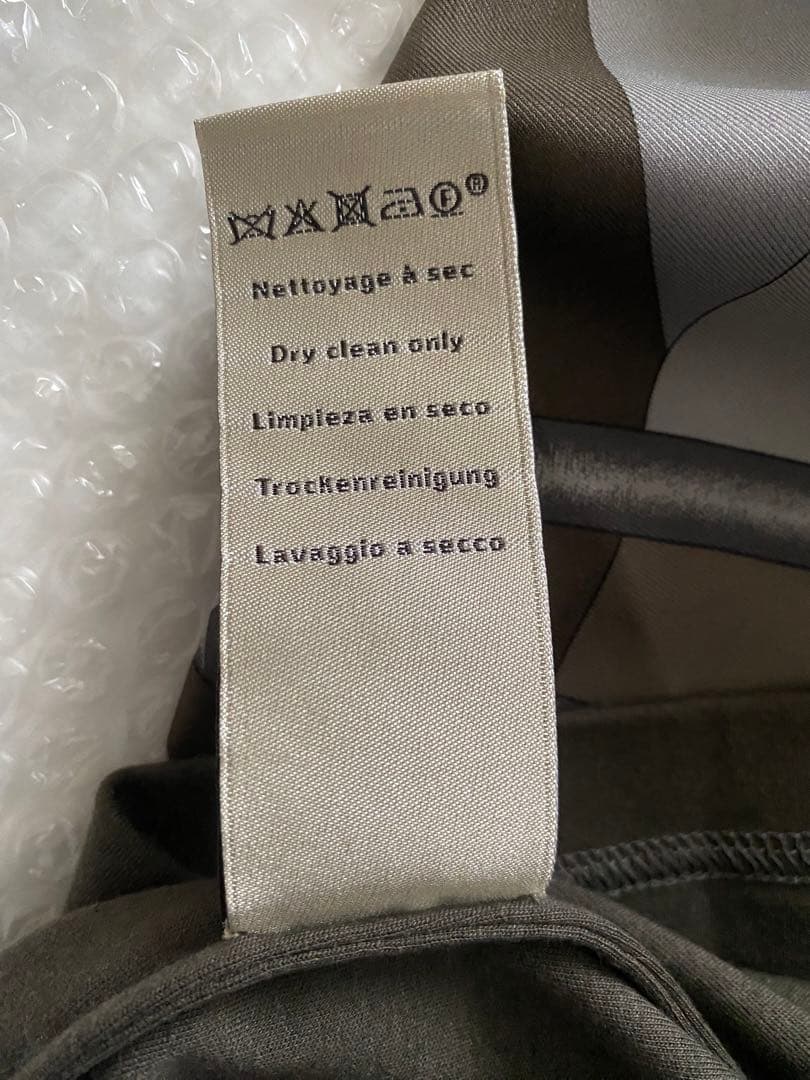 F ®
Nettoyage à sec
Dry clean only
Limpieza en seco
Trockenreinigung
Lavaggio a secco